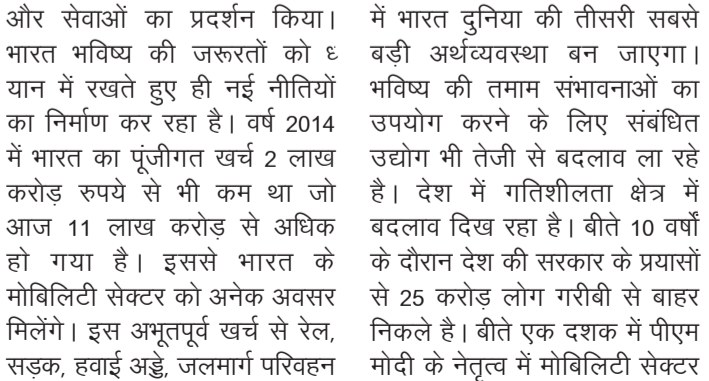 और सेवाओं का प्रदर्शन किया।
भारत भविष्य की जरूरतों को ध
यान में रखते हुए ही नई नीतियों
का निर्माण कर रहा है। वर्ष 2014
में भारत का पूंजीगत खर्च 2 लाख
करोड़ रुपये से भी कम था जो
आज 11 लाख करोड़ से अधिक
हो गया है। इससे भारत के
मोबिलिटी सेक्टर को अनेक अवसर
मिलेंगे। इस अभूतपूर्व खर्च से रेल,
सड़क, हवाई अड्डे, जलमार्ग परिवहन
में भारत दुनिया की तीसरी सबसे
बड़ी अर्थव्यवस्था बन जाएगा।
भविष्य की तमाम संभावनाओं का
उपयोग करने के लिए संबंधित
उद्योग भी तेजी से बदलाव ला रहे
है। देश में गतिशीलता क्षेत्र में
बदलाव दिख रहा है। बीते 10 वर्षों
के दौरान देश की सरकार के प्रयासों
से 25 करोड़ लोग गरीबी से बाहर
निकले है। बीते एक दशक में पीएम
मोदी के नेतृत्व में मोबिलिटी सेक्टर